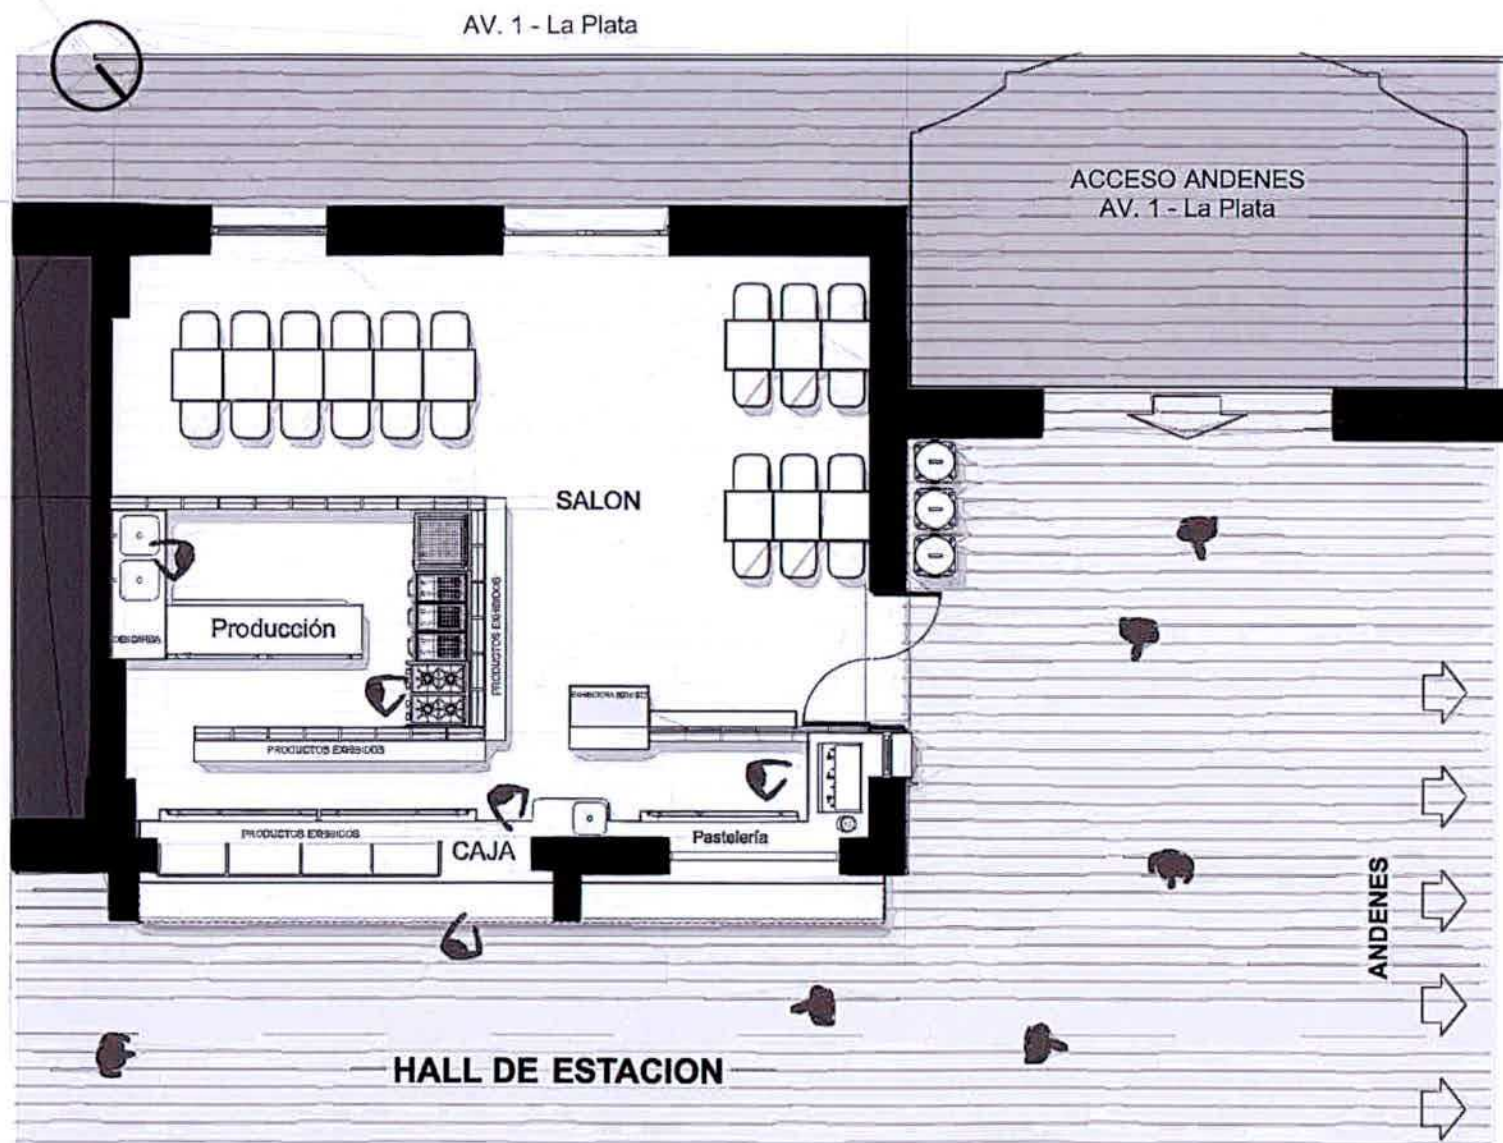 AV. 1 - La Plata
ACCESO ANDENES
AV. 1 - La Plata
SALON
PRODUCTOS EXHIBIDOS
Producción
PRODUCTOS EXHIBIDOS
PRODUCTOS EXHIBIDOS
CAJA
Pastelería
ANDENES
HALL DE ESTACION